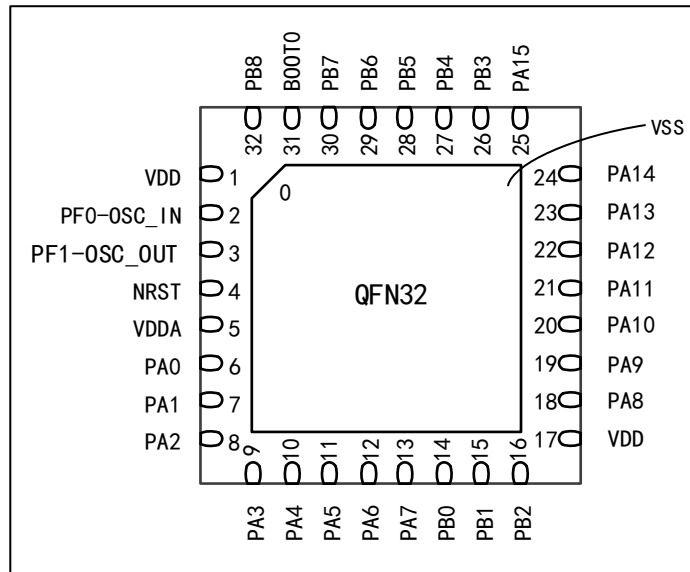 PB8 BOOT0 PB7 PB6 PB5 PB4 PB3 PA15
32 31 30 29 28 27 26 25
VSS
VDD 1
PF0-OSC_IN 2
PF1-OSC_OUT 3
NRST 4
VDDA 5
PA0 6
PA1 7
PA2 8
0
QFN32
24 PA14
23 PA13
22 PA12
21 PA11
20 PA10
19 PA9
18 PA8
17 VDD
9 10 11 12 13 14 15 16
PA3 PA4 PA5 PA6 PA7 PB0 PB1 PB2